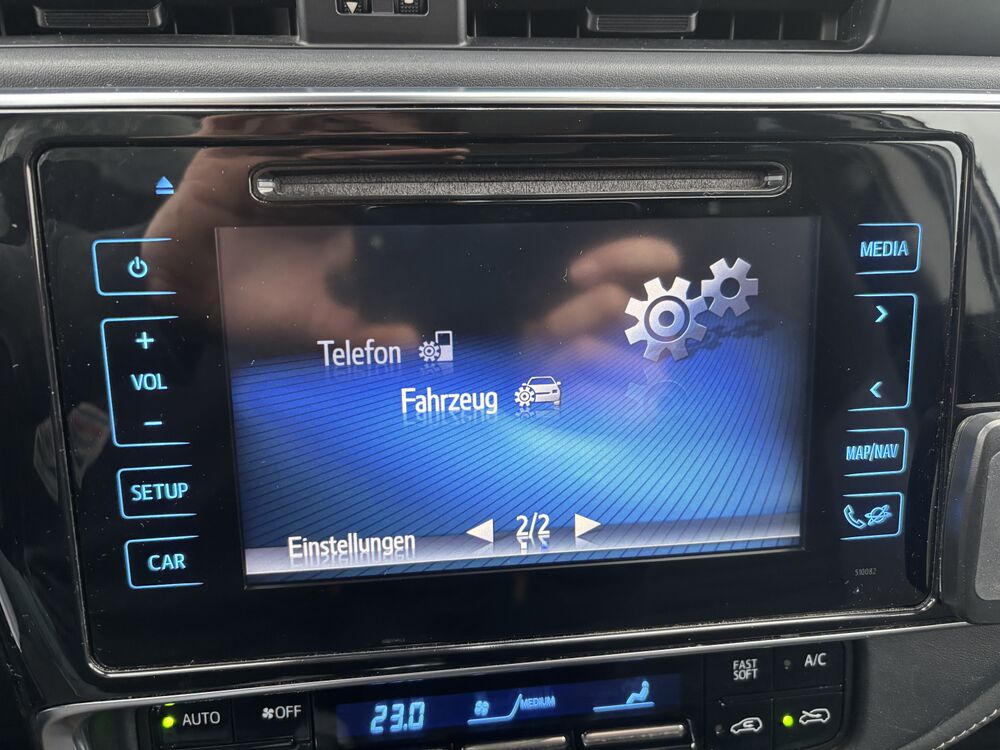 MEDIA
+
VOL
−
Telefon
Fahrzeug
MAP/NAV
SETUP
2/2
Einstellungen
CAR
510082
FAST
SOFT
A/C
AUTO
OFF
23.0
MEDIUM